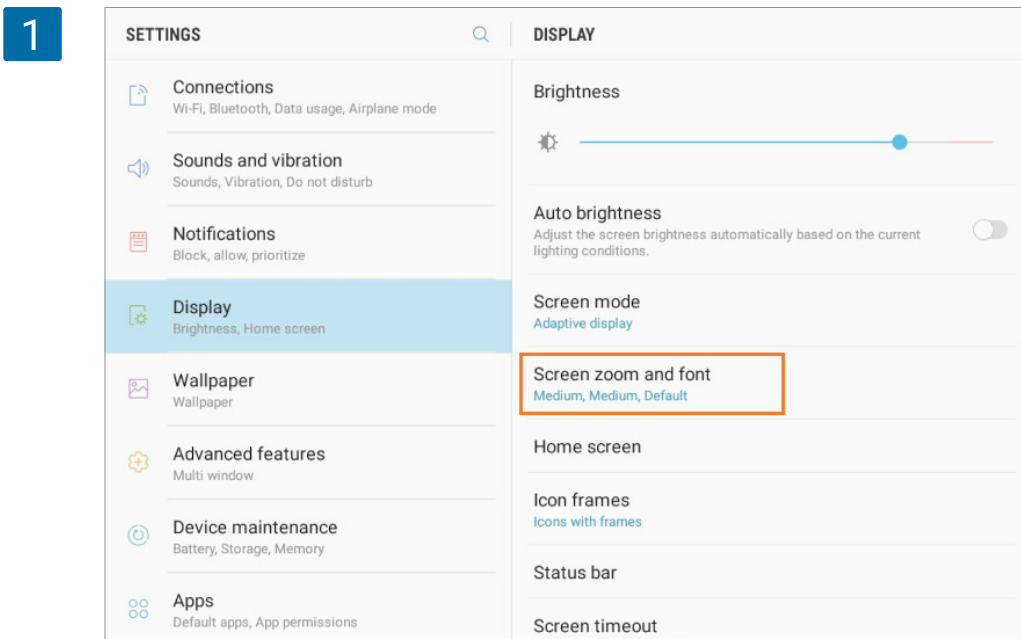 1
SETTINGS
Connections
Wi-Fi, Bluetooth, Data usage, Airplane mode
Sounds and vibration
Sounds, Vibration, Do not disturb
Notifications
Block, allow, prioritize
Display
Brightness, Home screen
Wallpaper
Wallpaper
Advanced features
Multi window
Device maintenance
Battery, Storage, Memory
Apps
Default apps, App permissions
DISPLAY
Brightness
Auto brightness
Adjust the screen brightness automatically based on the current
lighting conditions.
Screen mode
Adaptive display
Screen zoom and font
Medium, Medium, Default
Home screen
Icon frames
Icons with frames
Status bar
Screen timeout